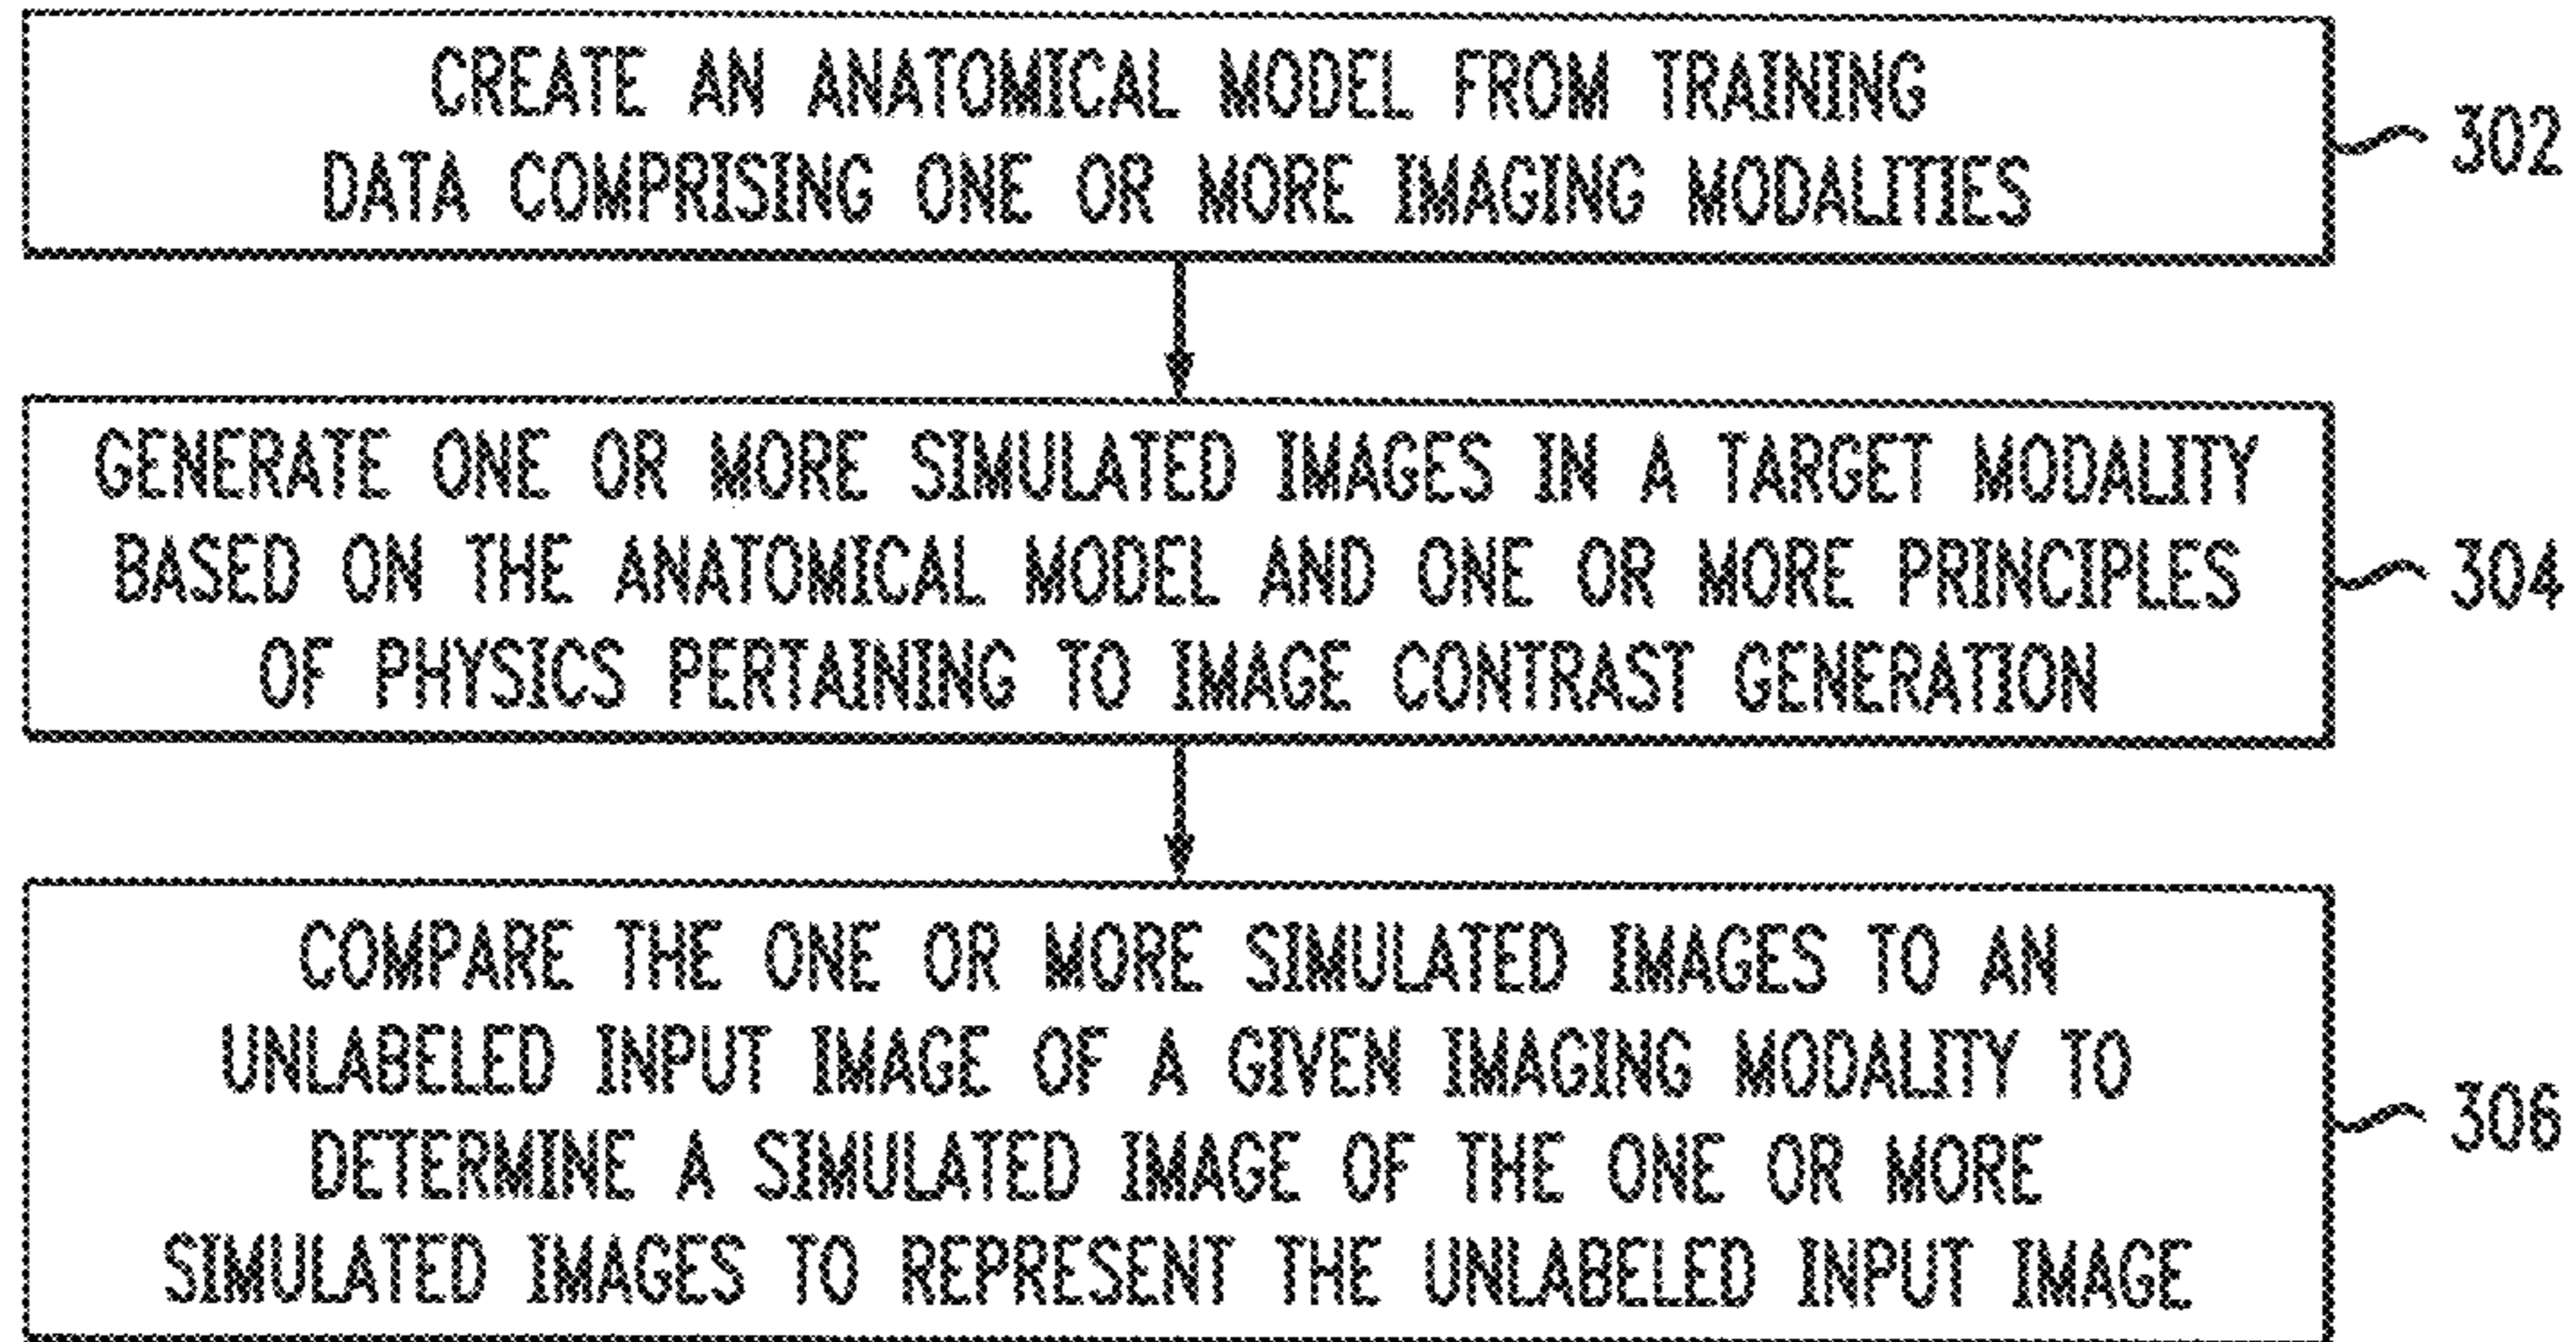 CREATE AN ANATOMICAL MODEL FROM TRAINING
DATA COMPRISING ONE OR MORE IMAGING MODALITIES
302
GENERATE ONE OR MORE SIMULATED IMAGES IN A TARGET MODALITY
BASED ON THE ANATOMICAL MODEL AND ONE OR MORE PRINCIPLES
OF PHYSICS PERTAINING TO IMAGE CONTRAST GENERATION
304
COMPARE THE ONE OR MORE SIMULATED IMAGES TO AN
UNLABELED INPUT IMAGE OF A GIVEN IMAGING MODALITY TO
DETERMINE A SIMULATED IMAGE OF THE ONE OR MORE
SIMULATED IMAGES TO REPRESENT THE UNLABELED INPUT IMAGE
306